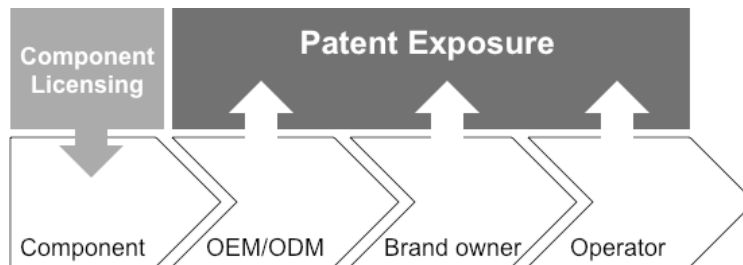 Component
Licensing
Patent Exposure
Component
OEM/ODM
Brand owner
Operator